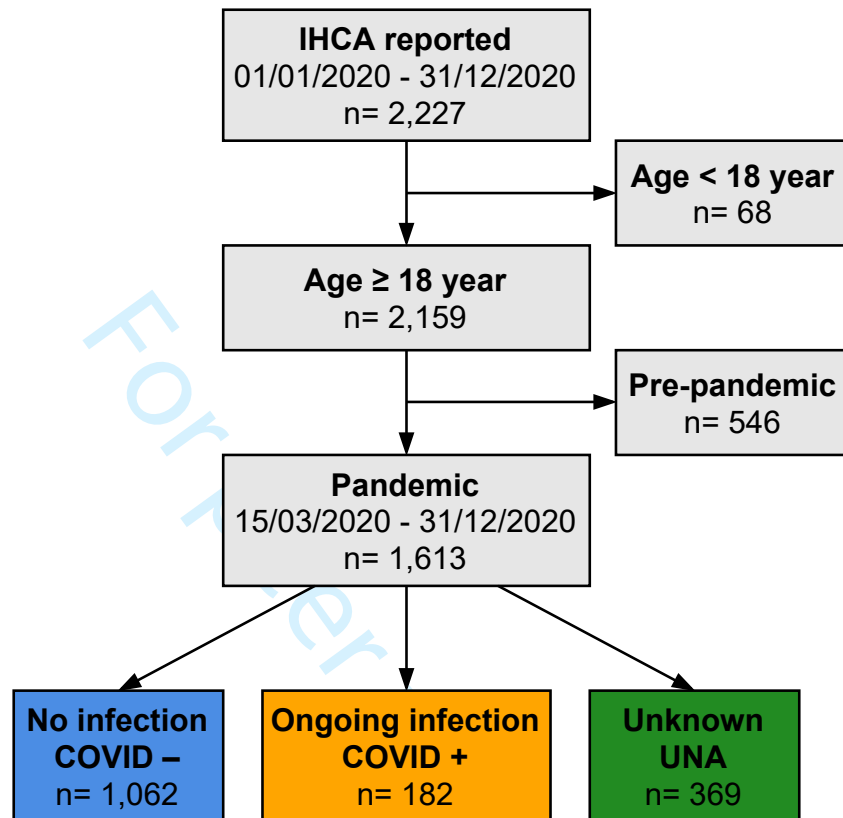 IHCA reported
01/01/2020 - 31/12/2020
n= 2,227
Age < 18 year
n= 68
Age ≥ 18 year
n= 2,159
Pre-pandemic
n= 546
Pandemic
15/03/2020 - 31/12/2020
n= 1,613
No infection
COVID –
n= 1,062
Ongoing infection
COVID +
n= 182
Unknown
UNA
n= 369
For